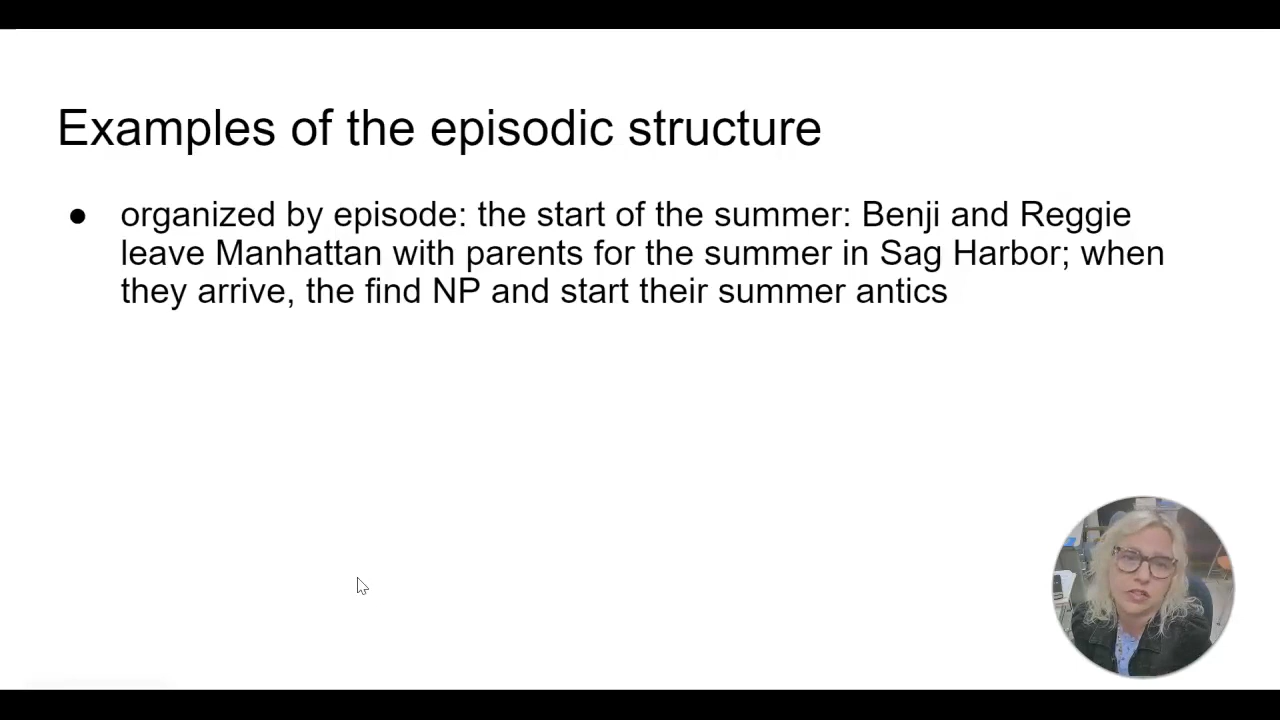 Examples of the episodic structure
● organized by episode: the start of the summer: Benji and Reggie
leave Manhattan with parents for the summer in Sag Harbor; when
they arrive, the find NP and start their summer antics